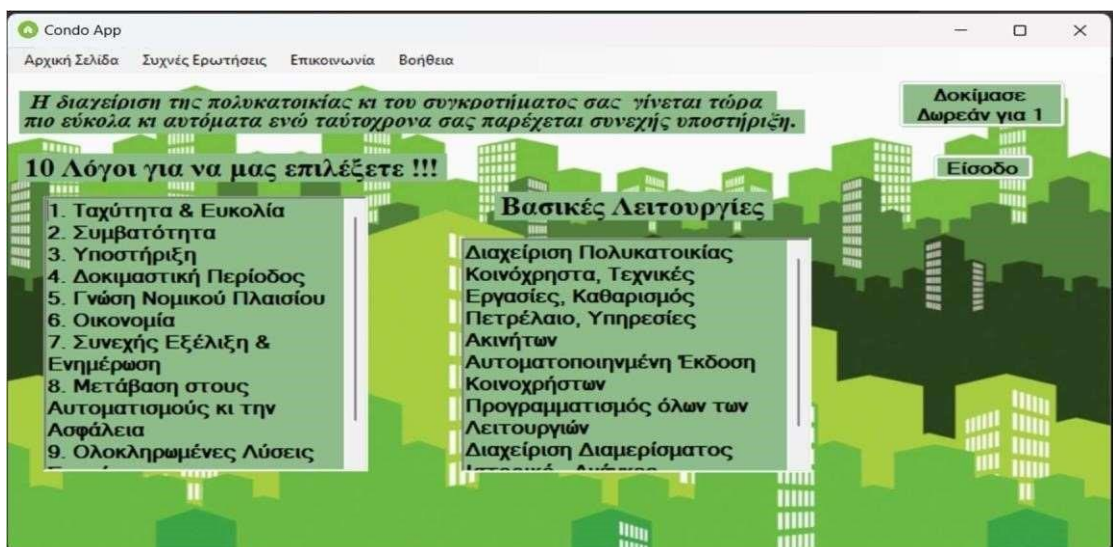 Condo App
Αρχική Σελίδα Συχνές Ερωτήσεις Επικοινωνία Βοήθεια
Η διαχείριση της πολυκατοικίας κι του συγκροτήματος σας γίνεται τώρα
πιο εύκολα κι αυτόματα ενώ ταύτοχρονα σας παρέχεται συνεχής υποστήριξη.
Δοκίμασε
Δωρεάν για 1
Είσοδο
10 Λόγοι για να μας επιλέξετε !!!
1. Ταχύτητα & Ευκολία
2. Συμβατότητα
3. Υποστήριξη
4. Δοκιμαστική Περίοδος
5. Γνώση Νομικού Πλαισίου
6. Οικονομία
7. Συνεχής Εξέλιξη &
Ενημέρωση
8. Μετάβαση στους
Αυτοματισμούς κι την
Ασφάλεια
9. Ολοκληρωμένες Λύσεις
Βασικές Λειτουργίες
Διαχείριση Πολυκατοικίας
Κοινόχρηστα, Τεχνικές
Εργασίες, Καθαρισμός
Πετρέλαιο, Υπηρεσίες
Ακινήτων
Αυτοματοποιηνμένη Έκδοση
Κοινοχρήστων
Προγραμματισμός όλων των
Λειτουργιών
Διαχείριση Διαμερίσματος